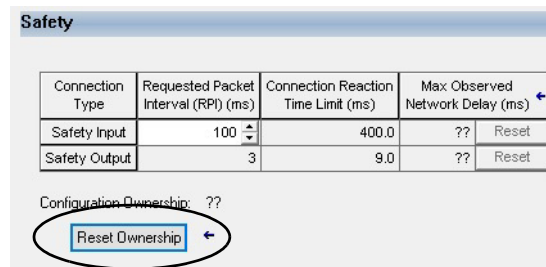 Safety
Connection Type Requested Packet Interval (RPI) (ms) Connection Reaction Time Limit (ms) Max Observed Network Delay (ms)
Safety Input 100 400.0 ?? Reset
Safety Output 3 9.0 ?? Reset
Configuration Ownership: ??
Reset Ownership